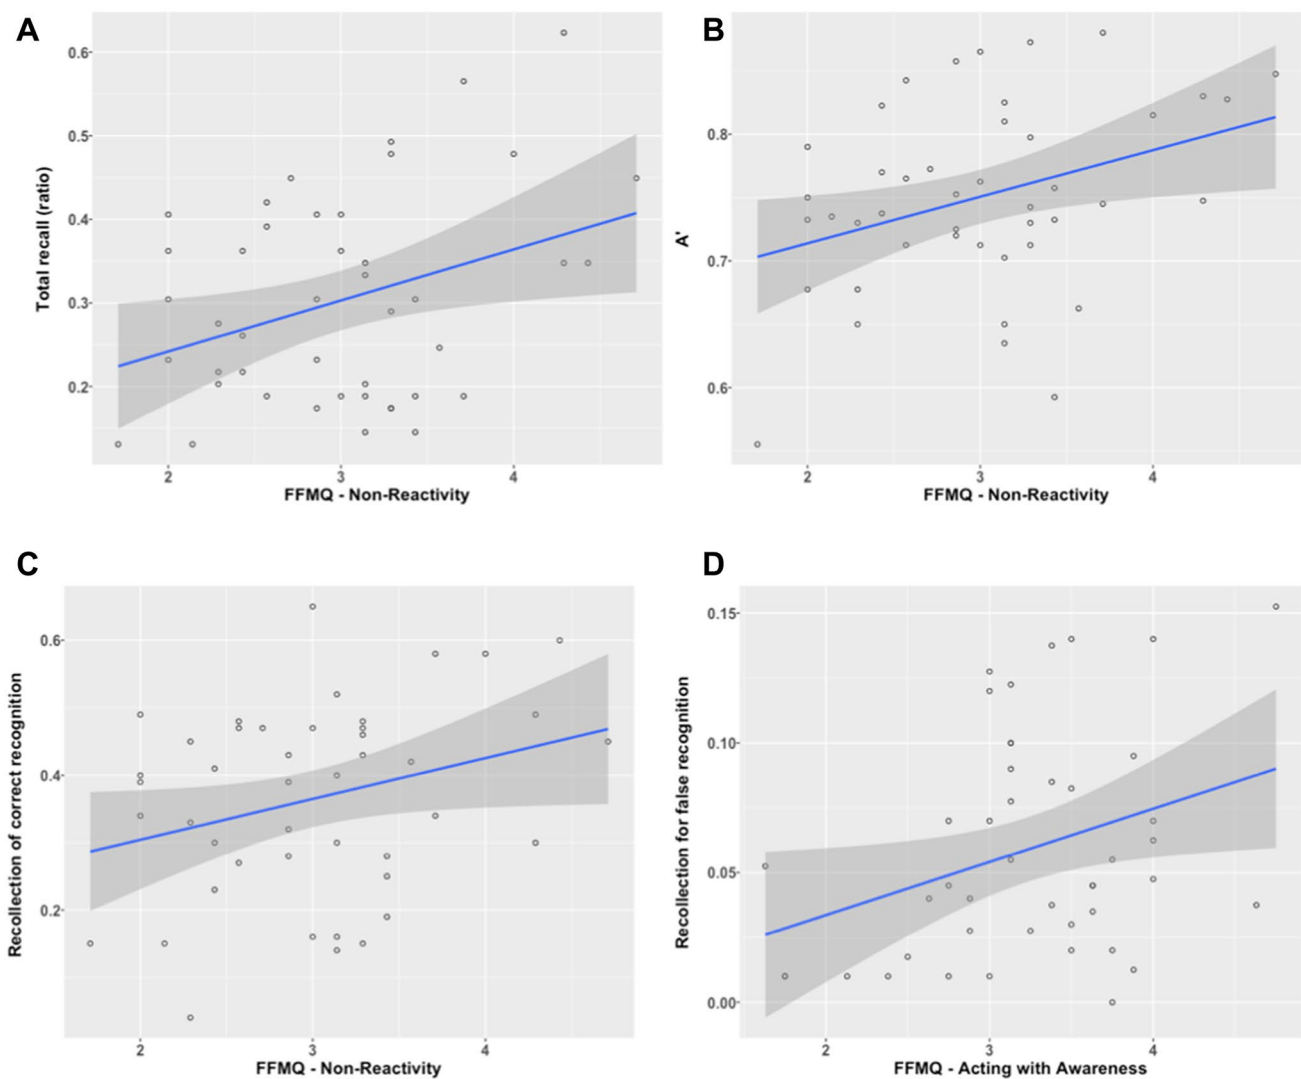 A
B
0.6
0.5
0.4
0.3
0.2
Total recall (ratio)
2 3 4
FFMQ - Non-Reactivity
0.8
0.7
0.6
A'
2 3 4
FFMQ - Non-Reactivity
C
D
0.6
0.4
0.2
Recollection of correct recognition
2 3 4
FFMQ - Non-Reactivity
0.15
0.10
0.05
0.00
Recollection for false recognition
2 3 4
FFMQ - Acting with Awareness